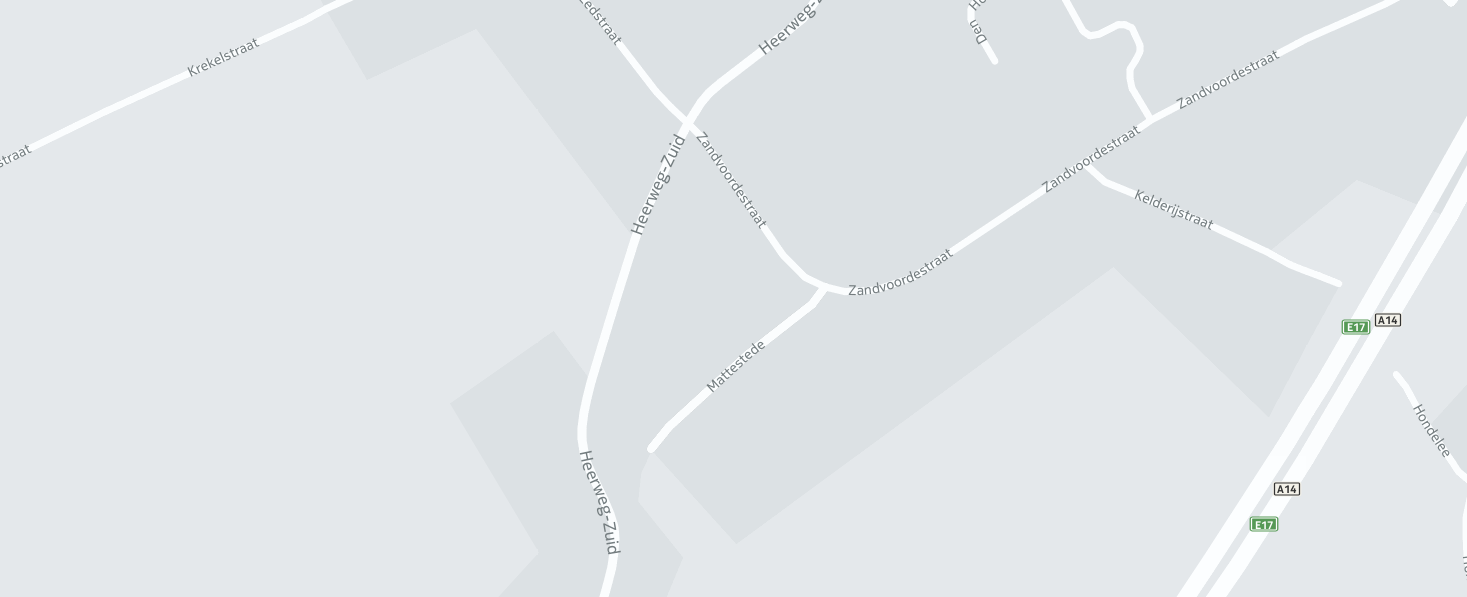 Krekelstraat
Heerweg-Zuid
Zandvoordestraat
Heerweg-Zuid
Mattestede
Zandvoordestraat
Zandvoordestraat
Zandvoordestraat
Den
Kelderijstraat
E17
A14
Hondelee
A14
E17